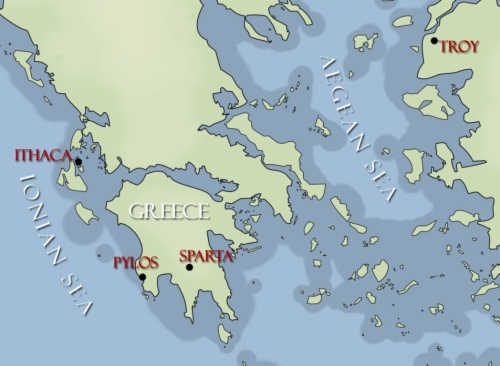 TROY
AEGEAN SEA
ITHACA
IONIAN SEA
GREECE
PYLOS
SPARTA